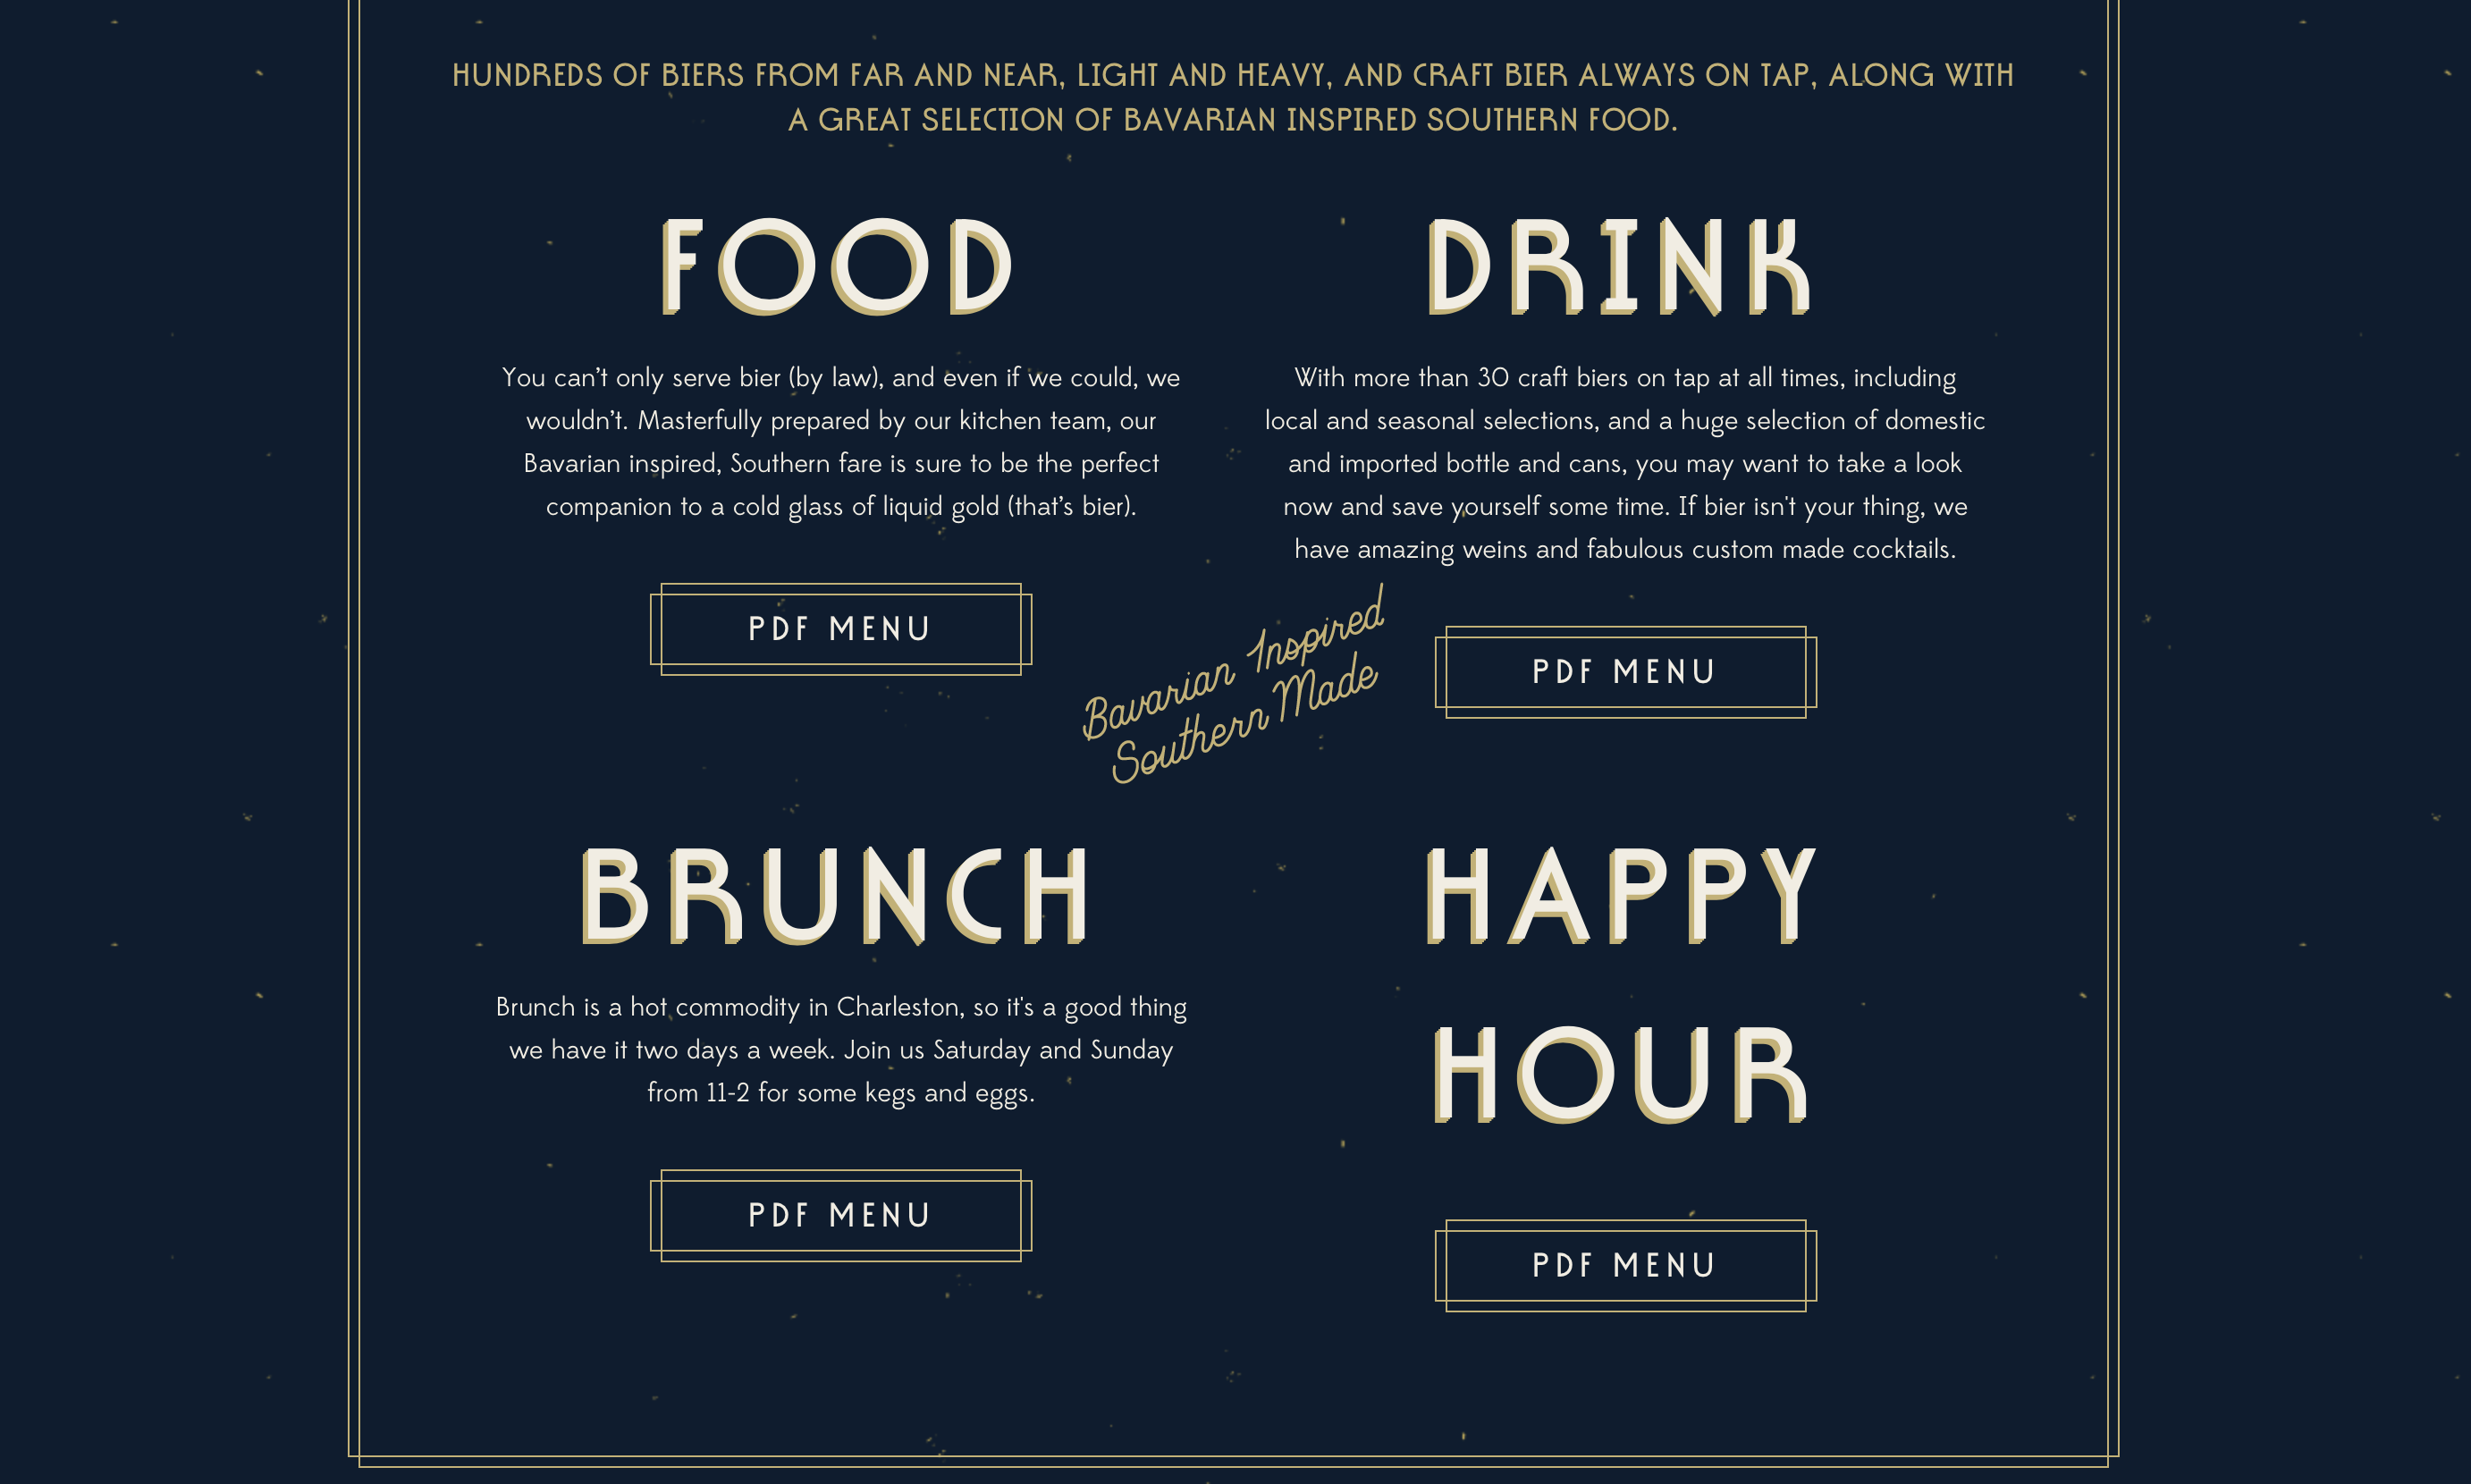 HUNDREDS OF BIERS FROM FAR AND NEAR, LIGHT AND HEAVY, AND CRAFT BIER ALWAYS ON TAP, ALONG WITH
A GREAT SELECTION OF BAVARIAN INSPIRED SOUTHERN FOOD.
FOOD
You can’t only serve bier (by law), and even if we could, we
wouldn’t. Masterfully prepared by our kitchen team, our
Bavarian inspired, Southern fare is sure to be the perfect
companion to a cold glass of liquid gold (that’s bier).
PDF MENU
DRINK
With more than 30 craft biers on tap at all times, including
local and seasonal selections, and a huge selection of domestic
and imported bottle and cans, you may want to take a look
now and save yourself some time. If bier isn't your thing, we
have amazing weins and fabulous custom made cocktails.
PDF MENU
Bavarian Inspired
Southern Made
BRUNCH
Brunch is a hot commodity in Charleston, so it's a good thing
we have it two days a week. Join us Saturday and Sunday
from 11-2 for some kegs and eggs.
PDF MENU
HAPPY
HOUR
PDF MENU